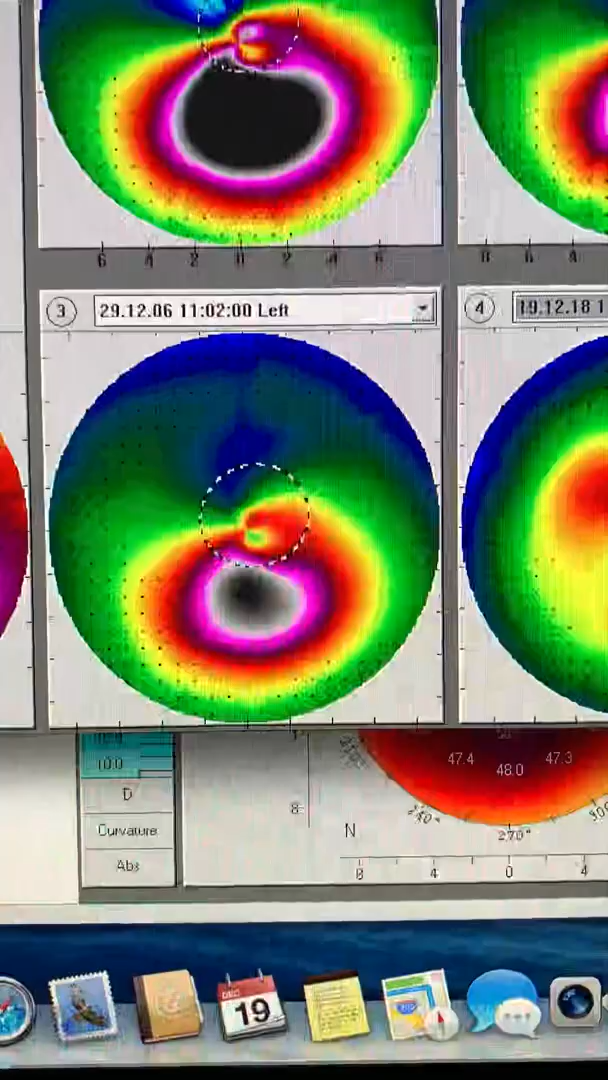 6 4 2 0 2 4 6
8 6 4
3 29.12.06 11:02:00 Left
4 19.12.18 1
10.0
D
Curvature
Abs
8
N
47.4 48.0 47.3
240°
270°
300
8 4 0 4
DEC
19